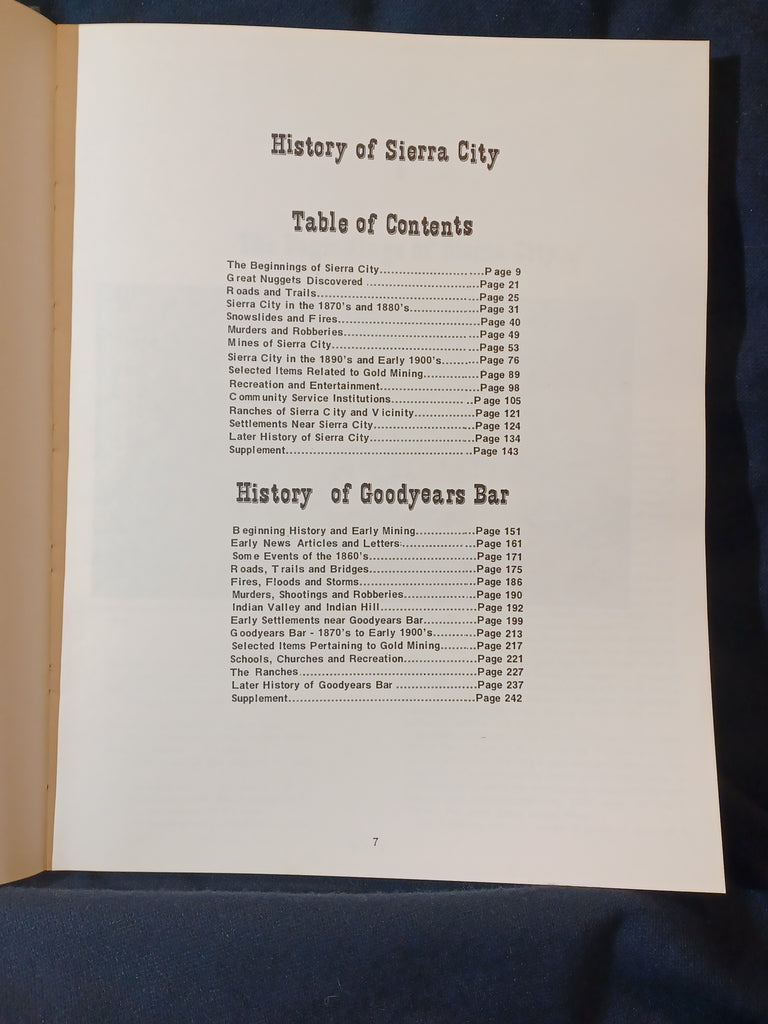 History of Sierra City
Table of Contents
The Beginnings of Sierra City..........................Page 9
Great Nuggets Discovered ............................Page 21
Roads and Trails........................................Page 25
Sierra City in the 1870's and 1880's.................Page 31
Snowslides and Fires...................................Page 40
Murders and Robberies.................................Page 49
Mines of Sierra City....................................Page 53
Sierra City in the 1890's and Early 1900's.........Page 76
Selected Items Related to Gold Mining.............Page 89
Recreation and Entertainment.........................Page 98
Community Service Institutions.....................Page 105
Ranches of Sierra City and Vicinity................Page 121
Settlements Near Sierra City.........................Page 124
Later History of Sierra City...........................Page 134
Supplement...............................................Page 143
History of Goodyears Bar
Beginning History and Early Mining...............Page 151
Early News Articles and Letters....................Page 161
Some Events of the 1860's...........................Page 171
Roads, Trails and Bridges............................Page 175
Fires, Floods and Storms..............................Page 186
Murders, Shootings and Robberies..................Page 190
Indian Valley and Indian Hill.........................Page 192
Early Settlements near Goodyears Bar.............Page 199
Goodyears Bar - 1870's to Early 1900's...........Page 213
Selected Items Pertaining to Gold Mining.........Page 217
Schools, Churches and Recreation..................Page 221
The Ranches.............................................Page 227
Later History of Goodyears Bar .....................Page 237
Supplement...............................................Page 242
7